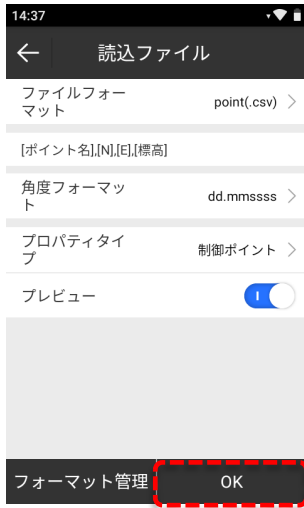 14:37
読込ファイル
ファイルフォー
マット
point(.csv)
[ポイント名],[N],[E],[標高]
角度フォーマッ
ト
dd.mmssss
プロパティタイ
プ
制御ポイント
プレビュー
フォーマット管理
OK